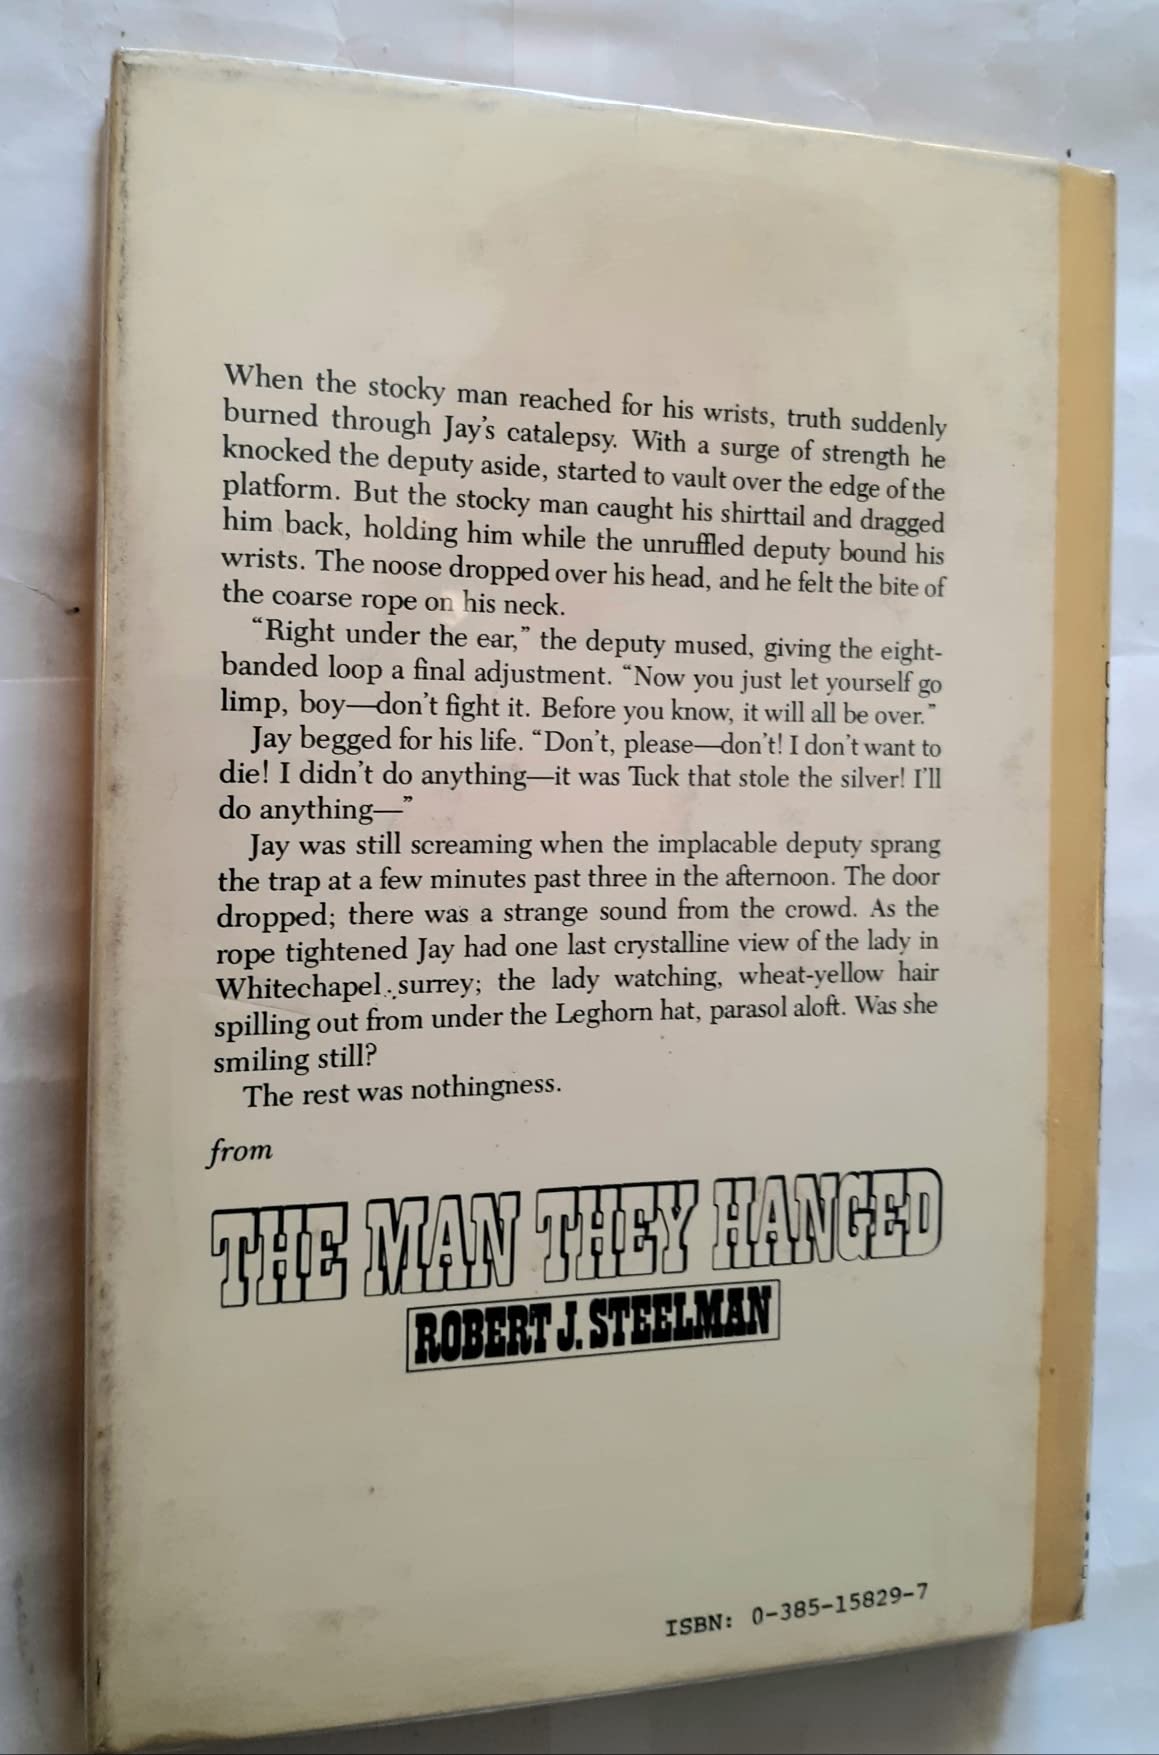 When the stocky man reached for his wrists, truth suddenly
burned through Jay's catalepsy. With a surge of strength he
knocked the deputy aside, started to vault over the edge of the
platform. But the stocky man caught his shirttail and dragged
him back, holding him while the unruffled deputy bound his
wrists. The noose dropped over his head, and he felt the bite of
the coarse rope on his neck.
“Right under the ear,” the deputy mused, giving the eight-
banded loop a final adjustment. “Now you just let yourself go
limp, boy—don't fight it. Before you know, it will all be over.”
Jay begged for his life. “Don't, please—don't! I don't want to
die! I didn't do anything—it was Tuck that stole the silver! I'll
do anything—”
Jay was still screaming when the implacable deputy sprang
the trap at a few minutes past three in the afternoon. The door
dropped; there was a strange sound from the crowd. As the
rope tightened Jay had one last crystalline view of the lady in
Whitechapel surrey; the lady watching, wheat-yellow hair
spilling out from under the Leghorn hat, parasol aloft. Was she
smiling still?
The rest was nothingness.
from
THE MAN THEY HANGED
ROBERT J. STEELMAN
ISBN: 0-385-15829-7